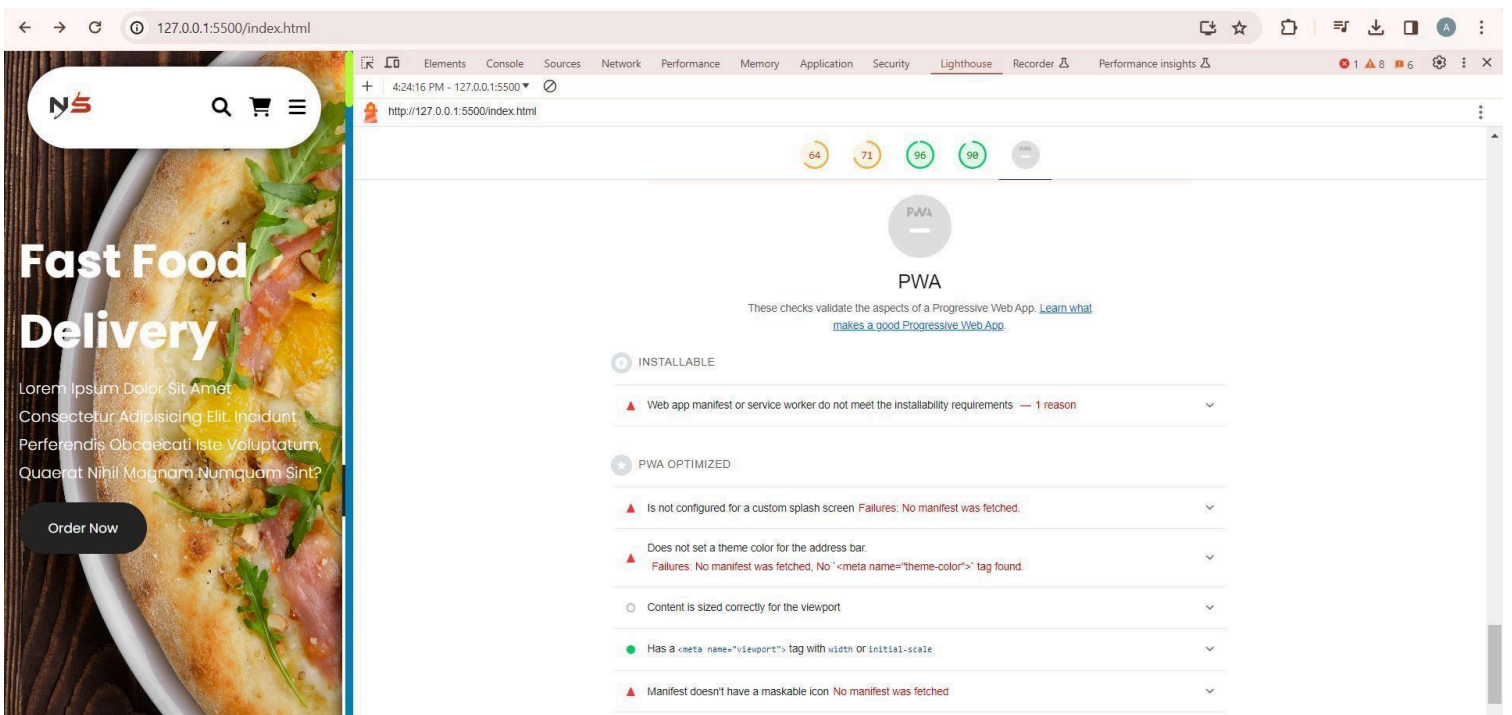 127.0.0.1:5500/index.html
A
Elements Console Sources Network Performance Memory Application Security Lighthouse Recorder Performance insights 1 8 6
4:24:16 PM - 127.0.0.1:5500
http://127.0.0.1:5500/index.html
64 71 96 90 PWA
NS
Fast Food
Delivery
Lorem Ipsum Dolor Sit Amet
Consectetur Adipisicing Elit. Incidunt
Perferendis Obcaecati Iste Voluptatum,
Quaerat Nihil Magnam Numquam Sint?
Order Now
PWA
PWA
These checks validate the aspects of a Progressive Web App. Learn what
makes a good Progressive Web App.
INSTALLABLE
Web app manifest or service worker do not meet the installability requirements — 1 reason
PWA OPTIMIZED
Is not configured for a custom splash screen Failures: No manifest was fetched.
Does not set a theme color for the address bar.
Failures: No manifest was fetched, No `<meta name="theme-color">` tag found.
Content is sized correctly for the viewport
Has a <meta name="viewport"> tag with width or initial-scale
Manifest doesn't have a maskable icon No manifest was fetched